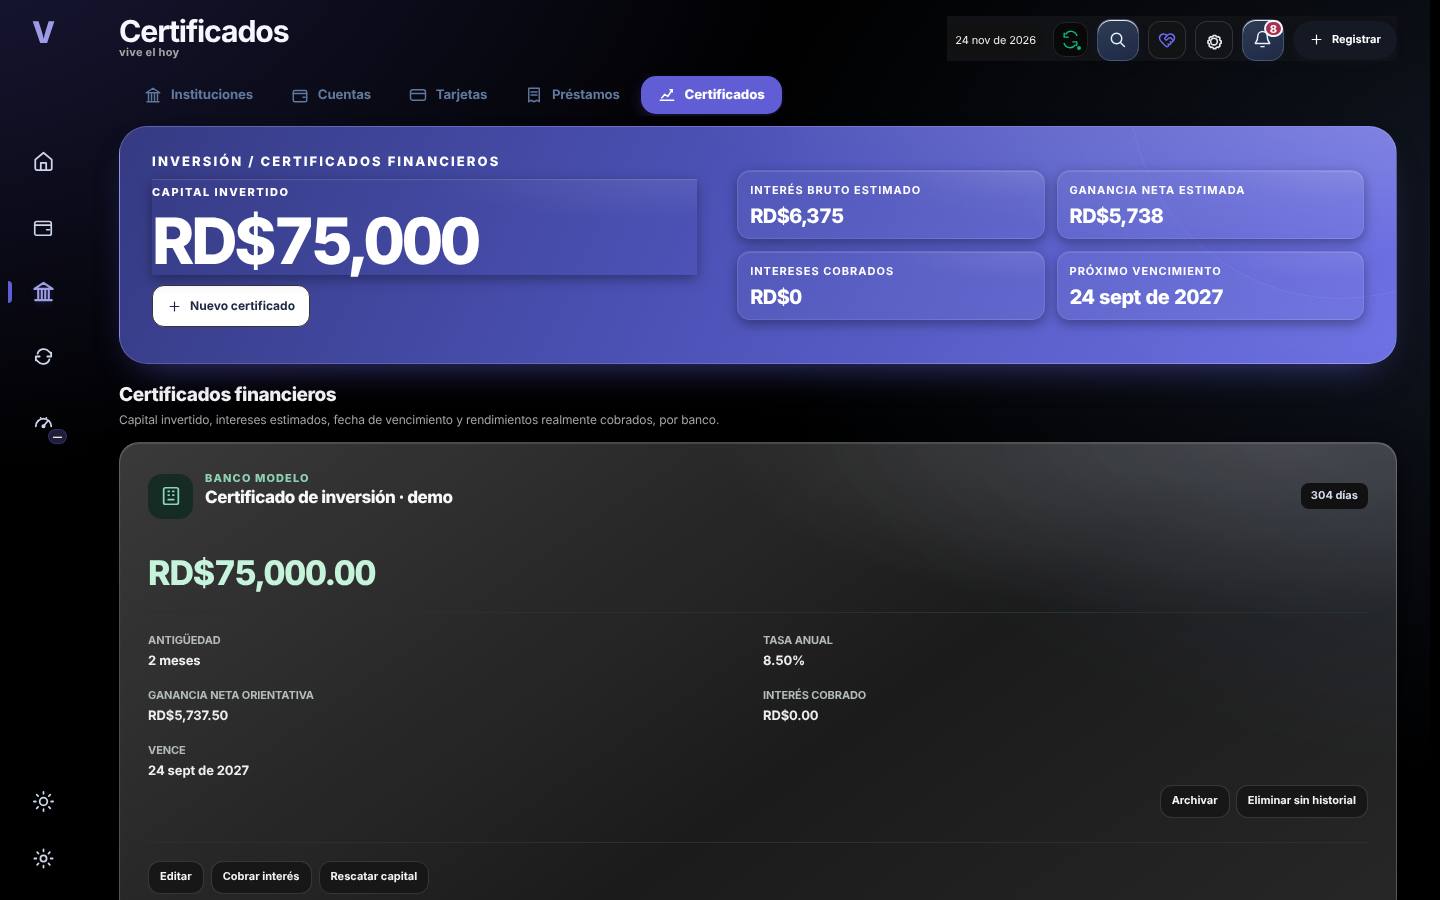 V
Certificados
vive el hoy
24 nov de 2026
8
Registrar
Instituciones
Cuentas
Tarjetas
Préstamos
Certificados
INVERSIÓN / CERTIFICADOS FINANCIEROS
CAPITAL INVERTIDO
RD$75,000
Nuevo certificado
INTERÉS BRUTO ESTIMADO
RD$6,375
GANANCIA NETA ESTIMADA
RD$5,738
INTERESES COBRADOS
RD$0
PRÓXIMO VENCIMIENTO
24 sept de 2027
Certificados financieros
Capital invertido, intereses estimados, fecha de vencimiento y rendimientos realmente cobrados, por banco.
BANCO MODELO
Certificado de inversión · demo
304 días
RD$75,000.00
ANTIGÜEDAD
2 meses
TASA ANUAL
8.50%
GANANCIA NETA ORIENTATIVA
RD$5,737.50
INTERÉS COBRADO
RD$0.00
VENCE
24 sept de 2027
Archivar
Eliminar sin historial
Editar
Cobrar interés
Rescatar capital